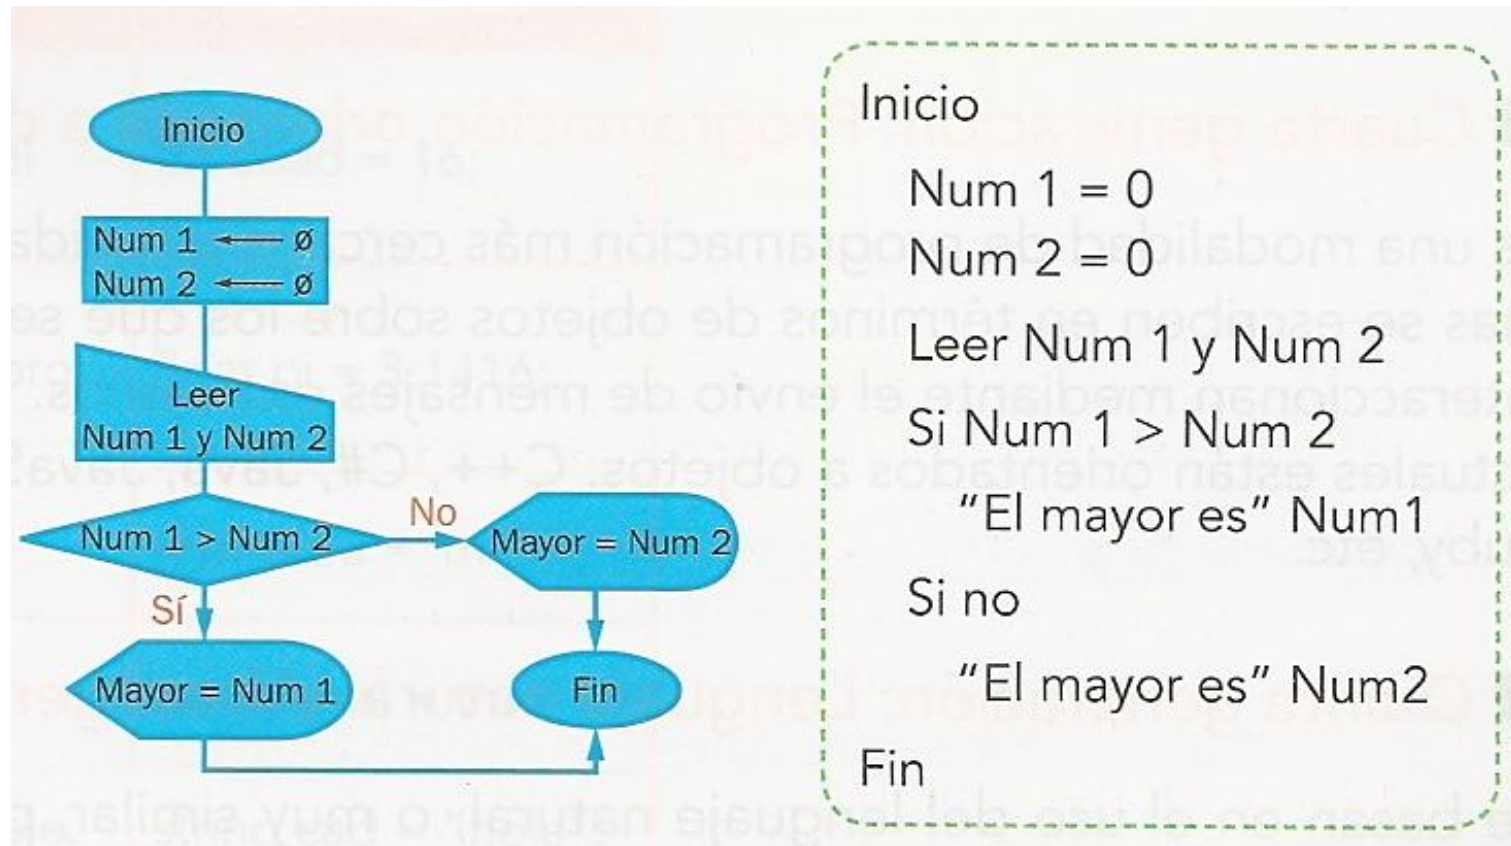 Inicio
Num 1 ← ø
Num 2 ← ø
Leer
Num 1 y Num 2
Num 1 > Num 2
No
Mayor = Num 2
Sí
Mayor = Num 1
Fin
Inicio
Num 1 = 0
Num 2 = 0
Leer Num 1 y Num 2
Si Num 1 > Num 2
“El mayor es” Num1
Si no
“El mayor es” Num2
Fin